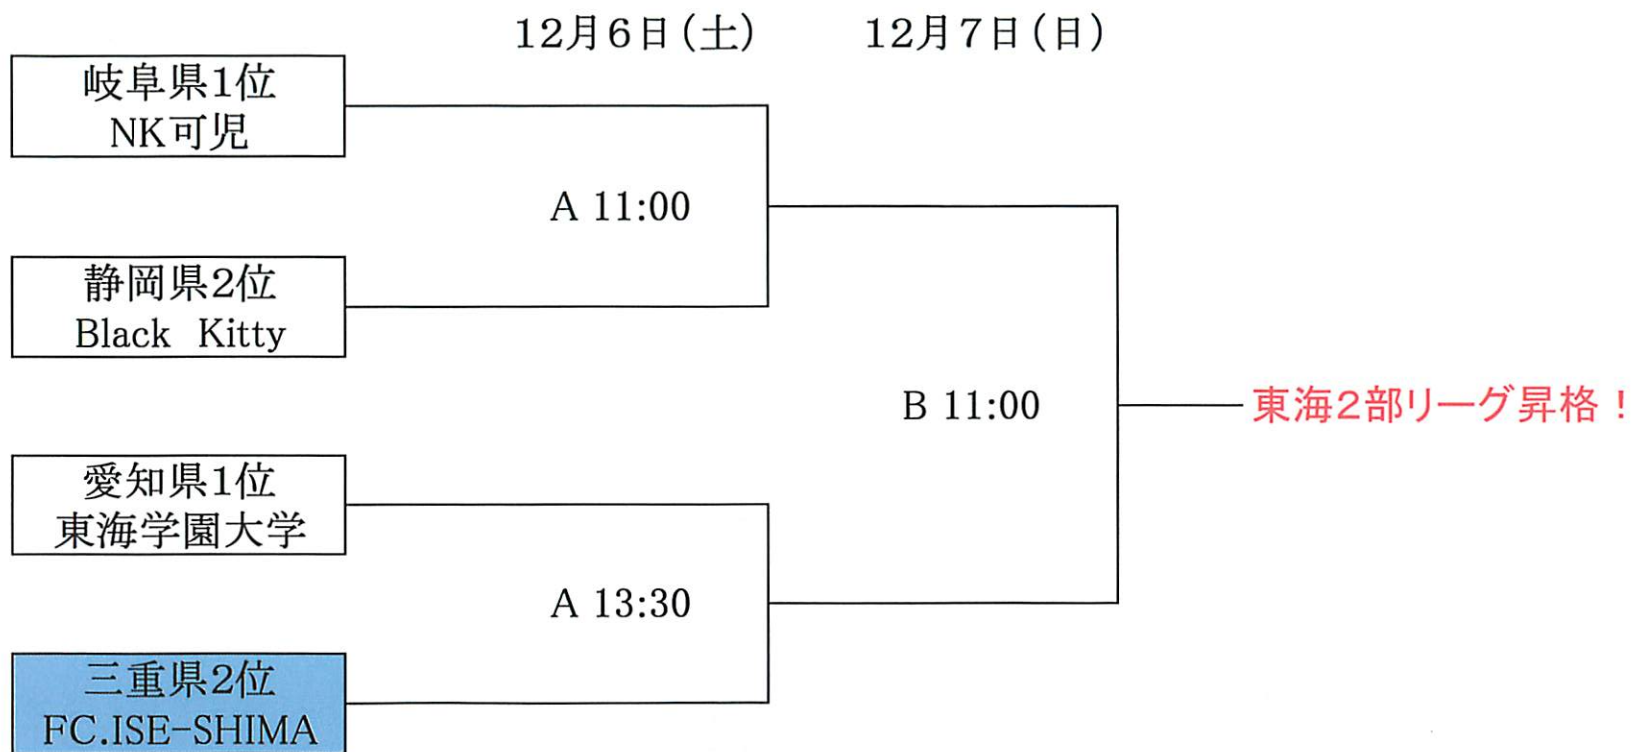 12月6日(土) 12月7日(日)
岐阜県1位
NK可児
A 11:00
静岡県2位
Black Kitty
B 11:00
東海2部リーグ昇格！
愛知県1位
東海学園大学
A 13:30
三重県2位
FC.ISE-SHIMA